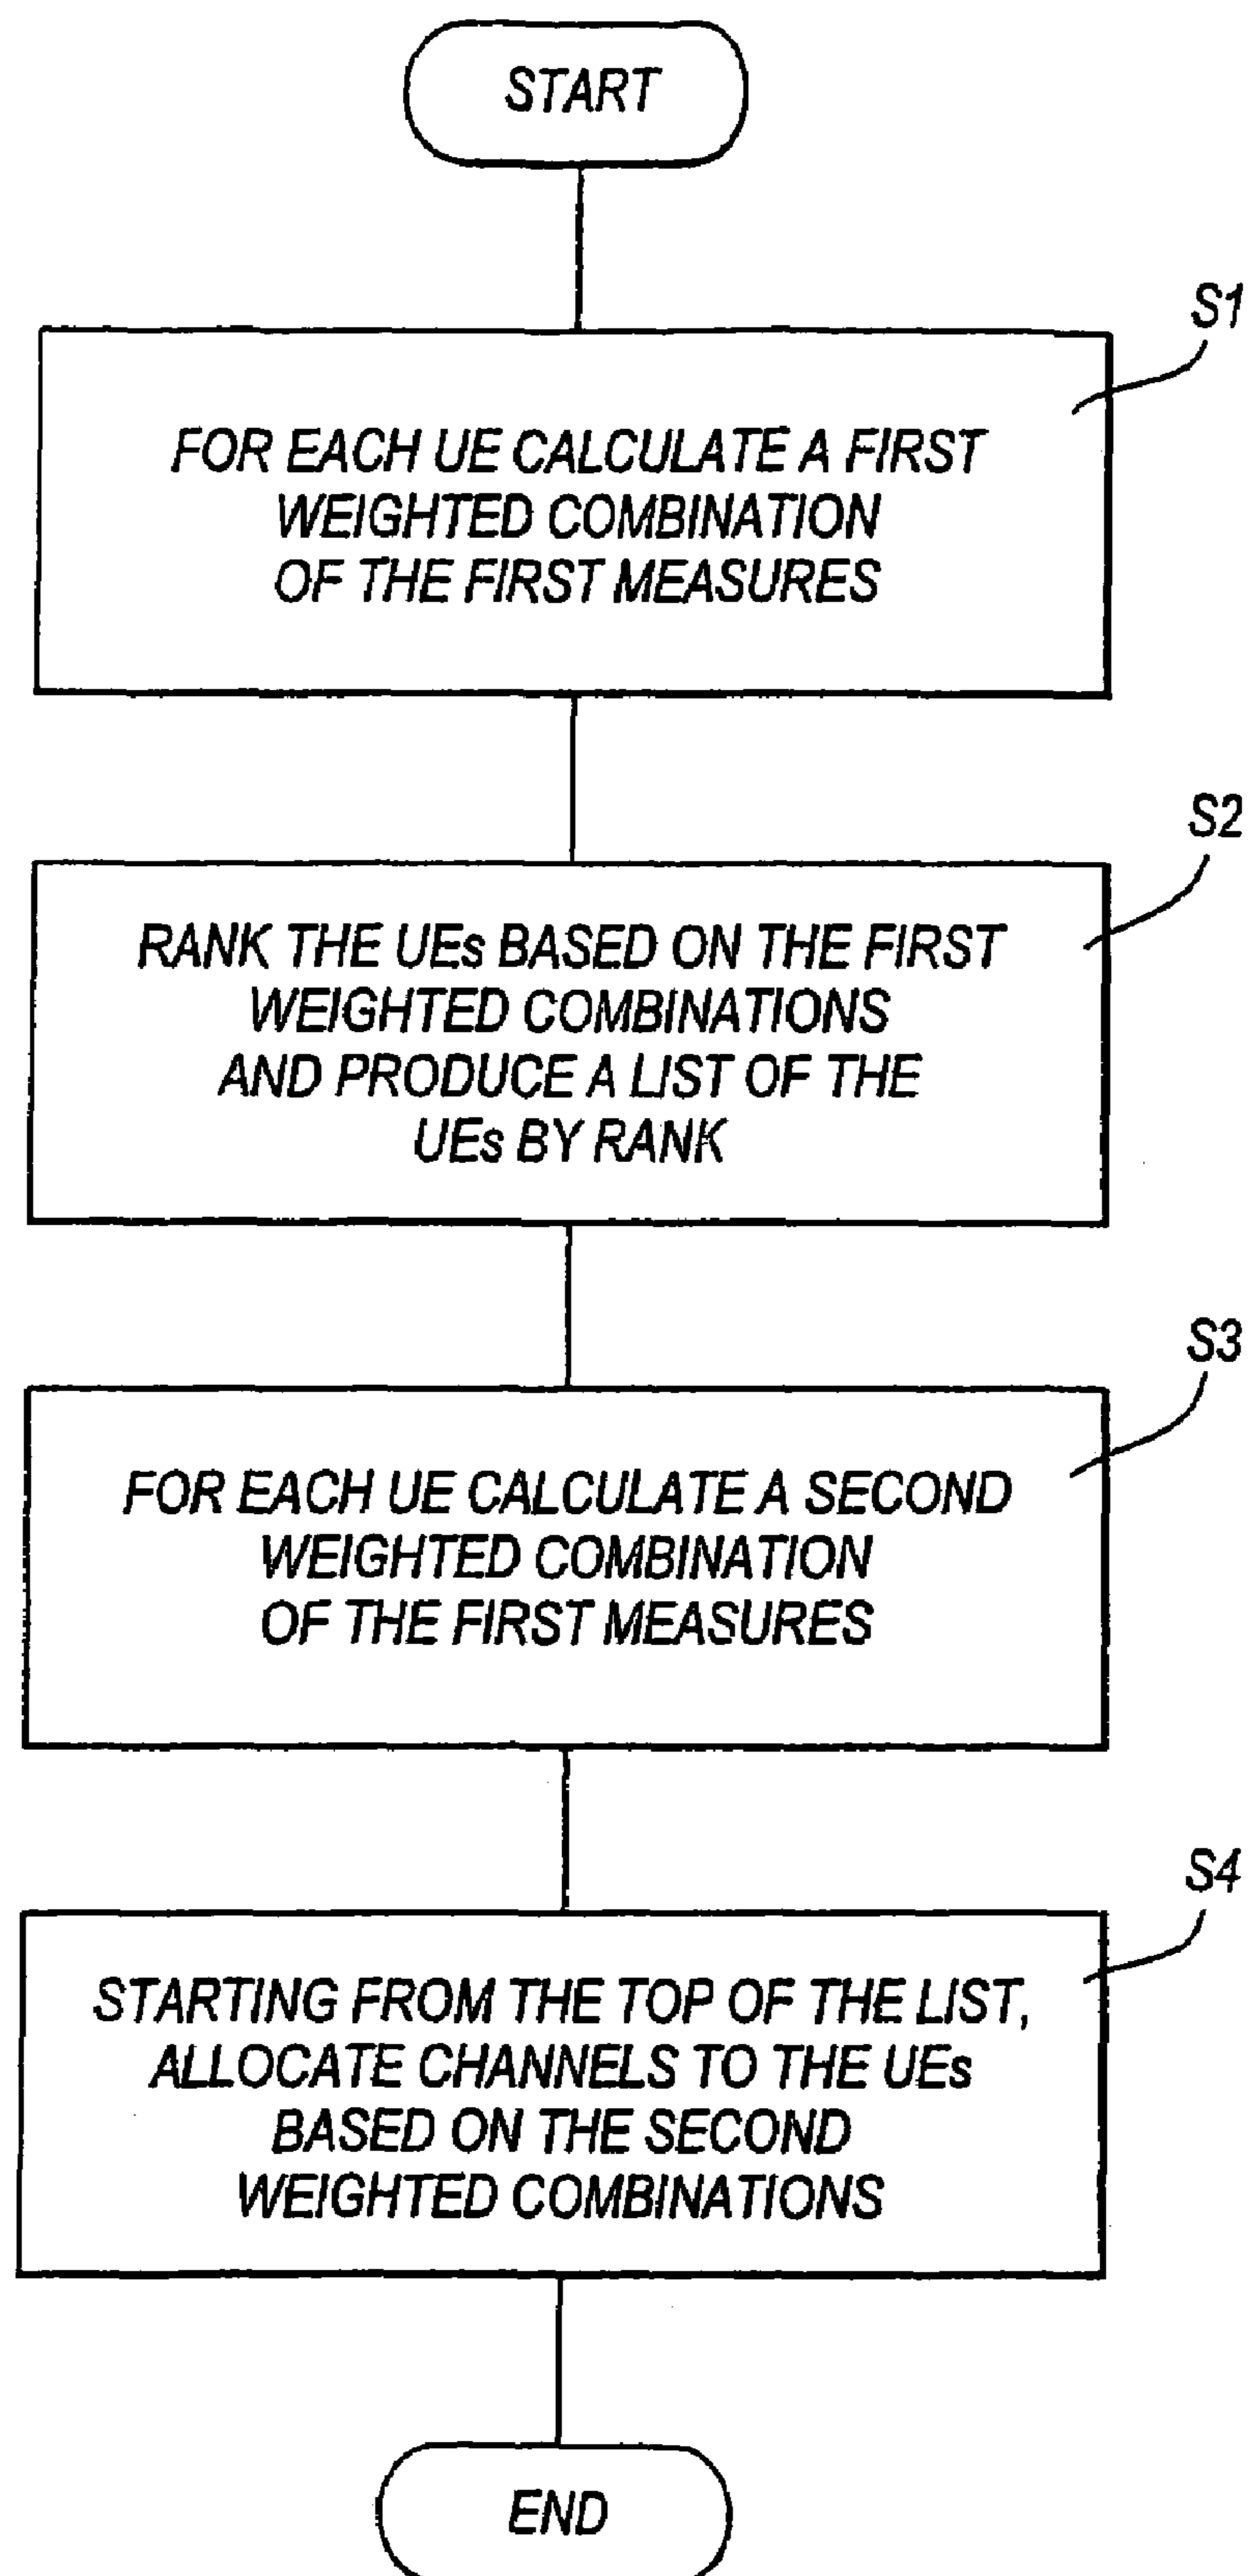 START
S1
FOR EACH UE CALCULATE A FIRST
WEIGHTED COMBINATION
OF THE FIRST MEASURES
S2
RANK THE UEs BASED ON THE FIRST
WEIGHTED COMBINATIONS
AND PRODUCE A LIST OF THE
UEs BY RANK
S3
FOR EACH UE CALCULATE A SECOND
WEIGHTED COMBINATION
OF THE FIRST MEASURES
S4
STARTING FROM THE TOP OF THE LIST,
ALLOCATE CHANNELS TO THE UEs
BASED ON THE SECOND
WEIGHTED COMBINATIONS
END